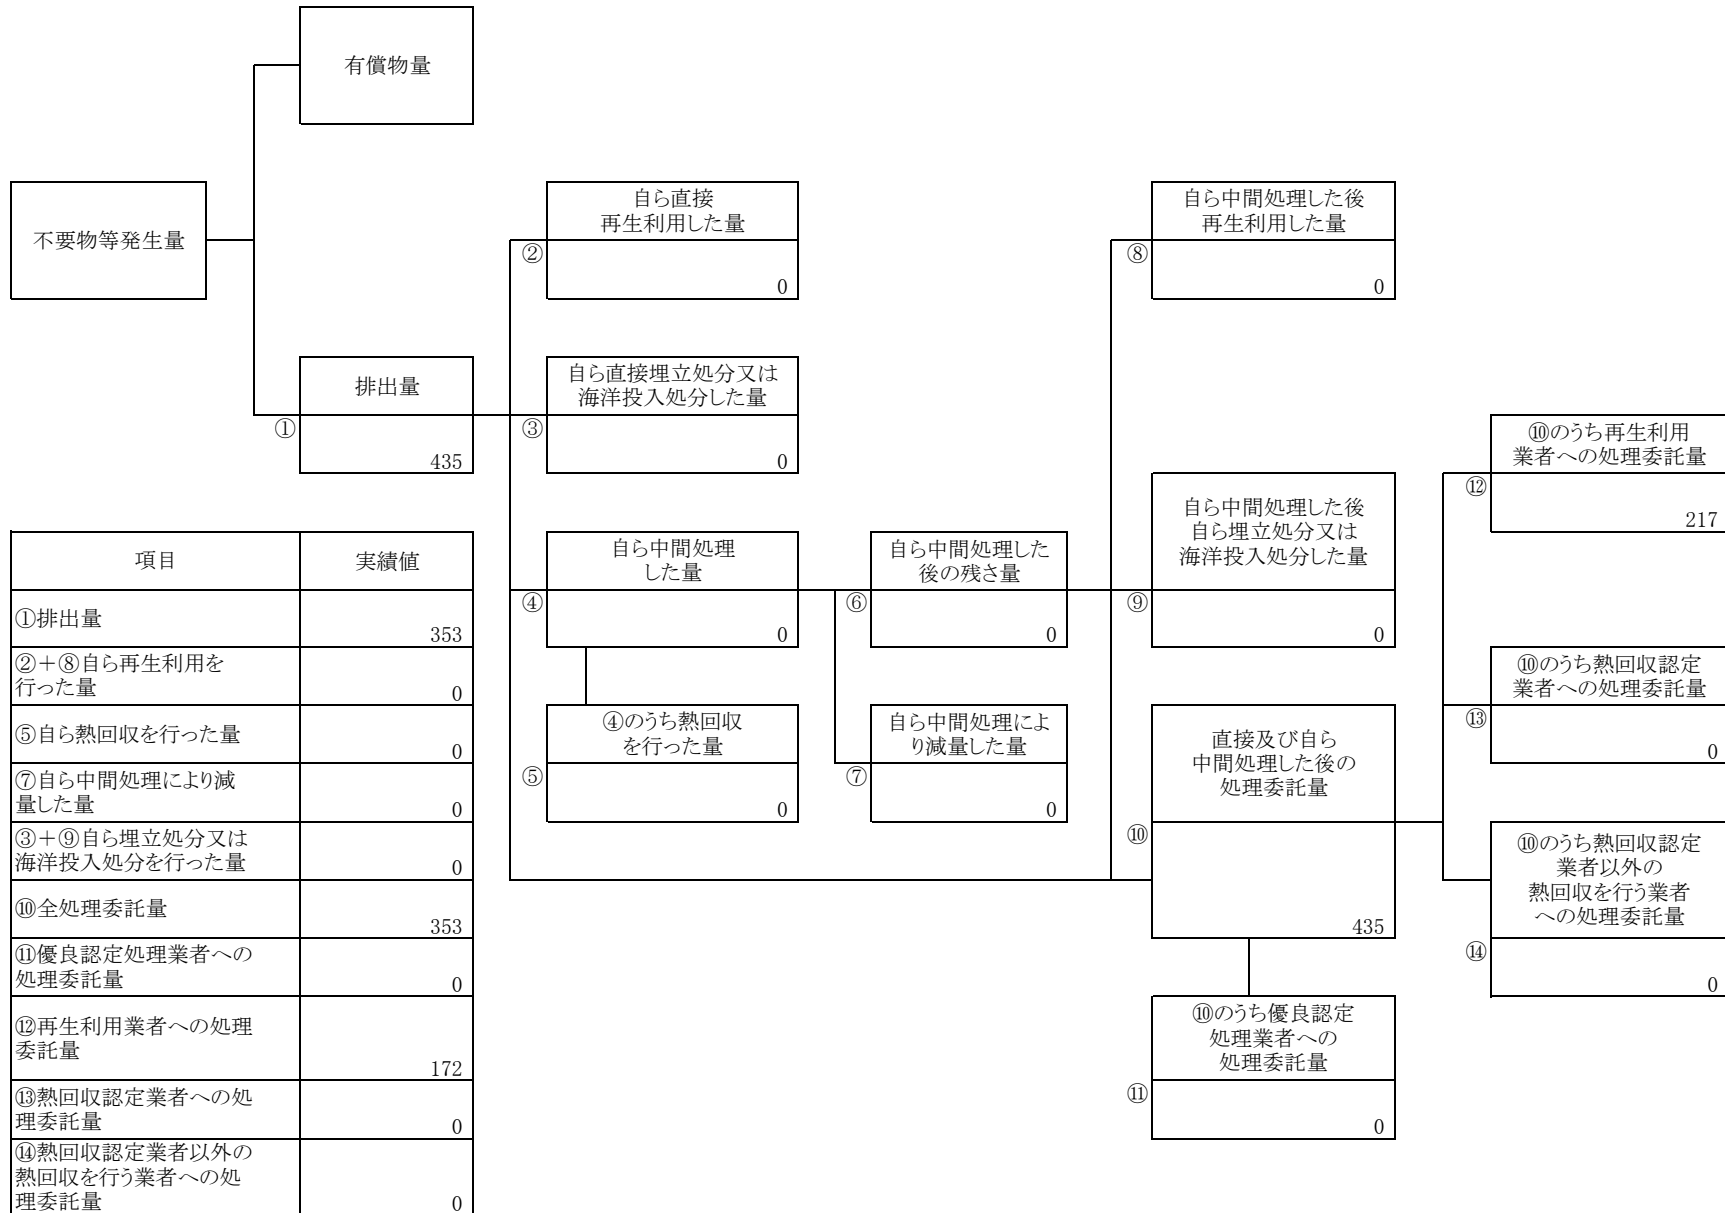 有償物量
不要物等発生量
自ら直接
再生利用した量
②
0
自ら中間処理した後
再生利用した量
⑧
0
排出量
①
435
自ら直接埋立処分又は
海洋投入処分した量
③
0
⑩のうち再生利用
業者への処理委託量
⑫
217
自ら中間処理
した量
④
0
自ら中間処理した
後の残さ量
⑥
0
自ら中間処理した後
自ら埋立処分又は
海洋投入処分した量
⑨
0
⑩のうち熱回収認定
業者への処理委託量
⑬
0
④のうち熱回収
を行った量
⑤
0
自ら中間処理によ
り減量した量
⑦
0
直接及び自ら
中間処理した後の
処理委託量
⑩
435
⑩のうち熱回収認定
業者以外の
熱回収を行う業者
への処理委託量
⑭
0
⑩のうち優良認定
処理業者への
処理委託量
⑪
0
項目 実績値
①排出量
353
②+⑧自ら再生利用を
行った量
0
⑤自ら熱回収を行った量
0
⑦自ら中間処理により減
量した量
0
③+⑨自ら埋立処分又は
海洋投入処分を行った量
0
⑩全処理委託量
353
⑪優良認定処理業者への
処理委託量
0
⑫再生利用業者への処理
委託量
172
⑬熱回収認定業者への処
理委託量
0
⑭熱回収認定業者以外の
熱回収を行う業者への処
理委託量
0